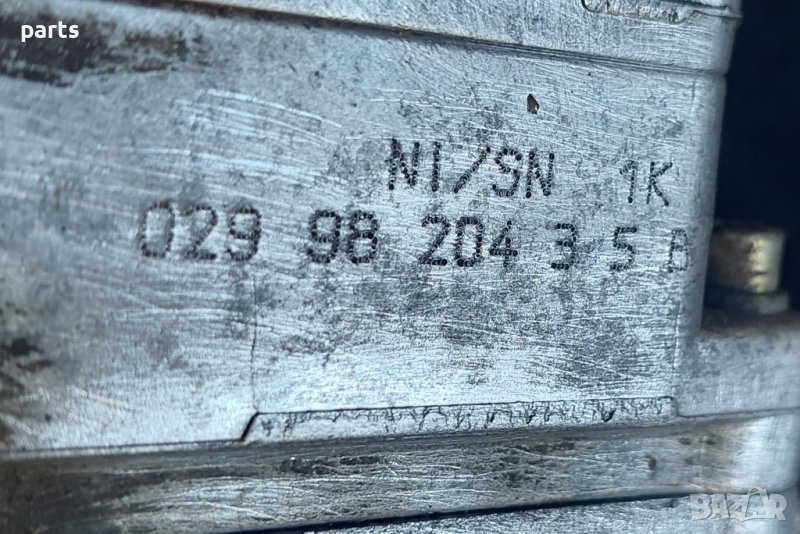 parts
NI/SN 1K
029 98 204 3 5 B
BAZAR